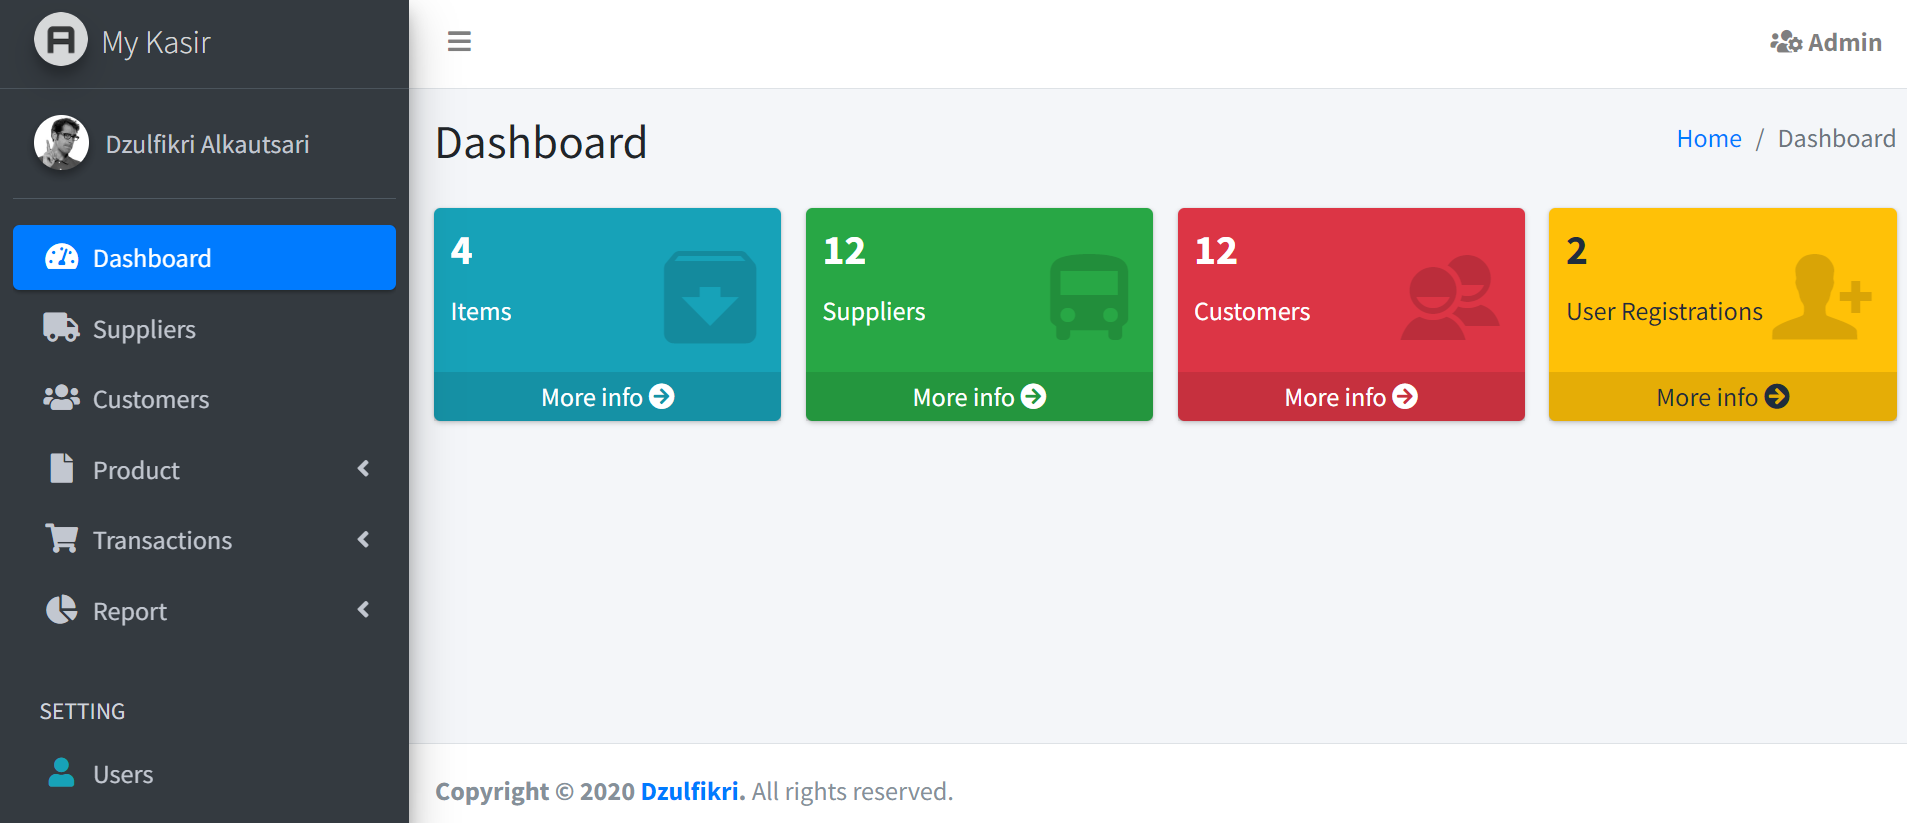 My Kasir
Dzulfikri Alkautsari
Dashboard
Suppliers
Customers
Product
Transactions
Report
SETTING
Users
Admin
Dashboard
Home / Dashboard
4
Items
More info
12
Suppliers
More info
12
Customers
More info
2
User Registrations
More info
Copyright © 2020 Dzulfikri. All rights reserved.